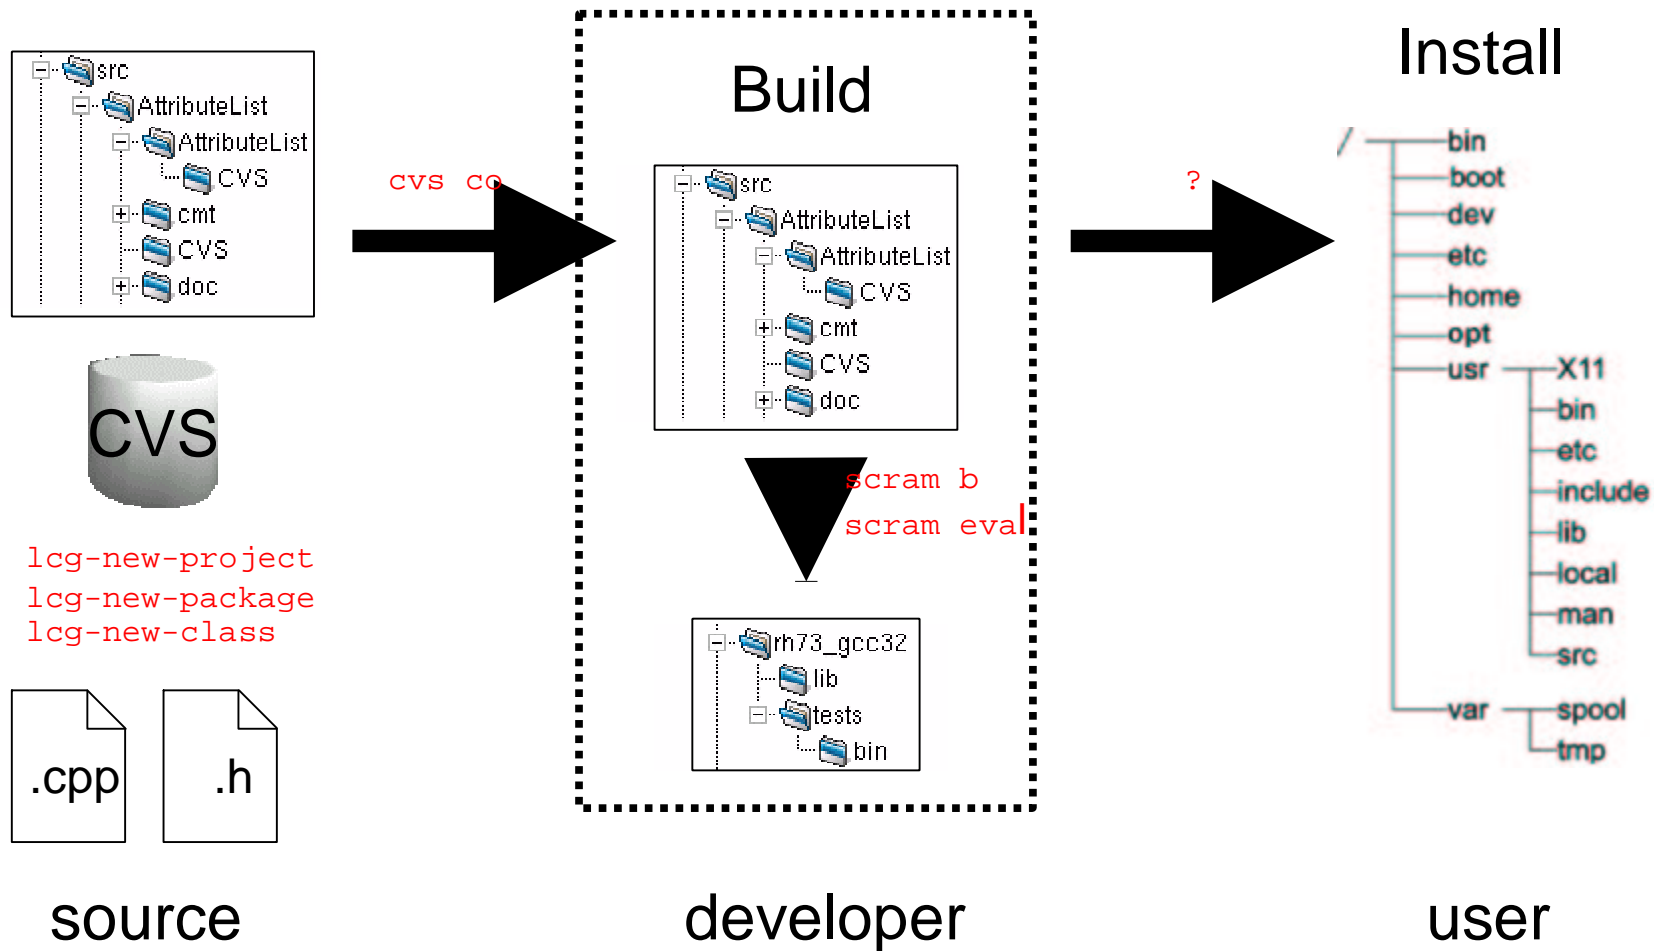 src
AttributeList
AttributeList
CVS
cmt
CVS
doc
CVS
lcg-new-project
lcg-new-package
lcg-new-class
.cpp
.h
source
cvs co
Build
src
AttributeList
AttributeList
CVS
cmt
CVS
doc
scram b
scram eval
rh73_gcc32
lib
tests
bin
developer
?
Install
/
bin
boot
dev
etc
home
opt
usr
X11
bin
etc
include
lib
local
man
src
var
spool
tmp
user